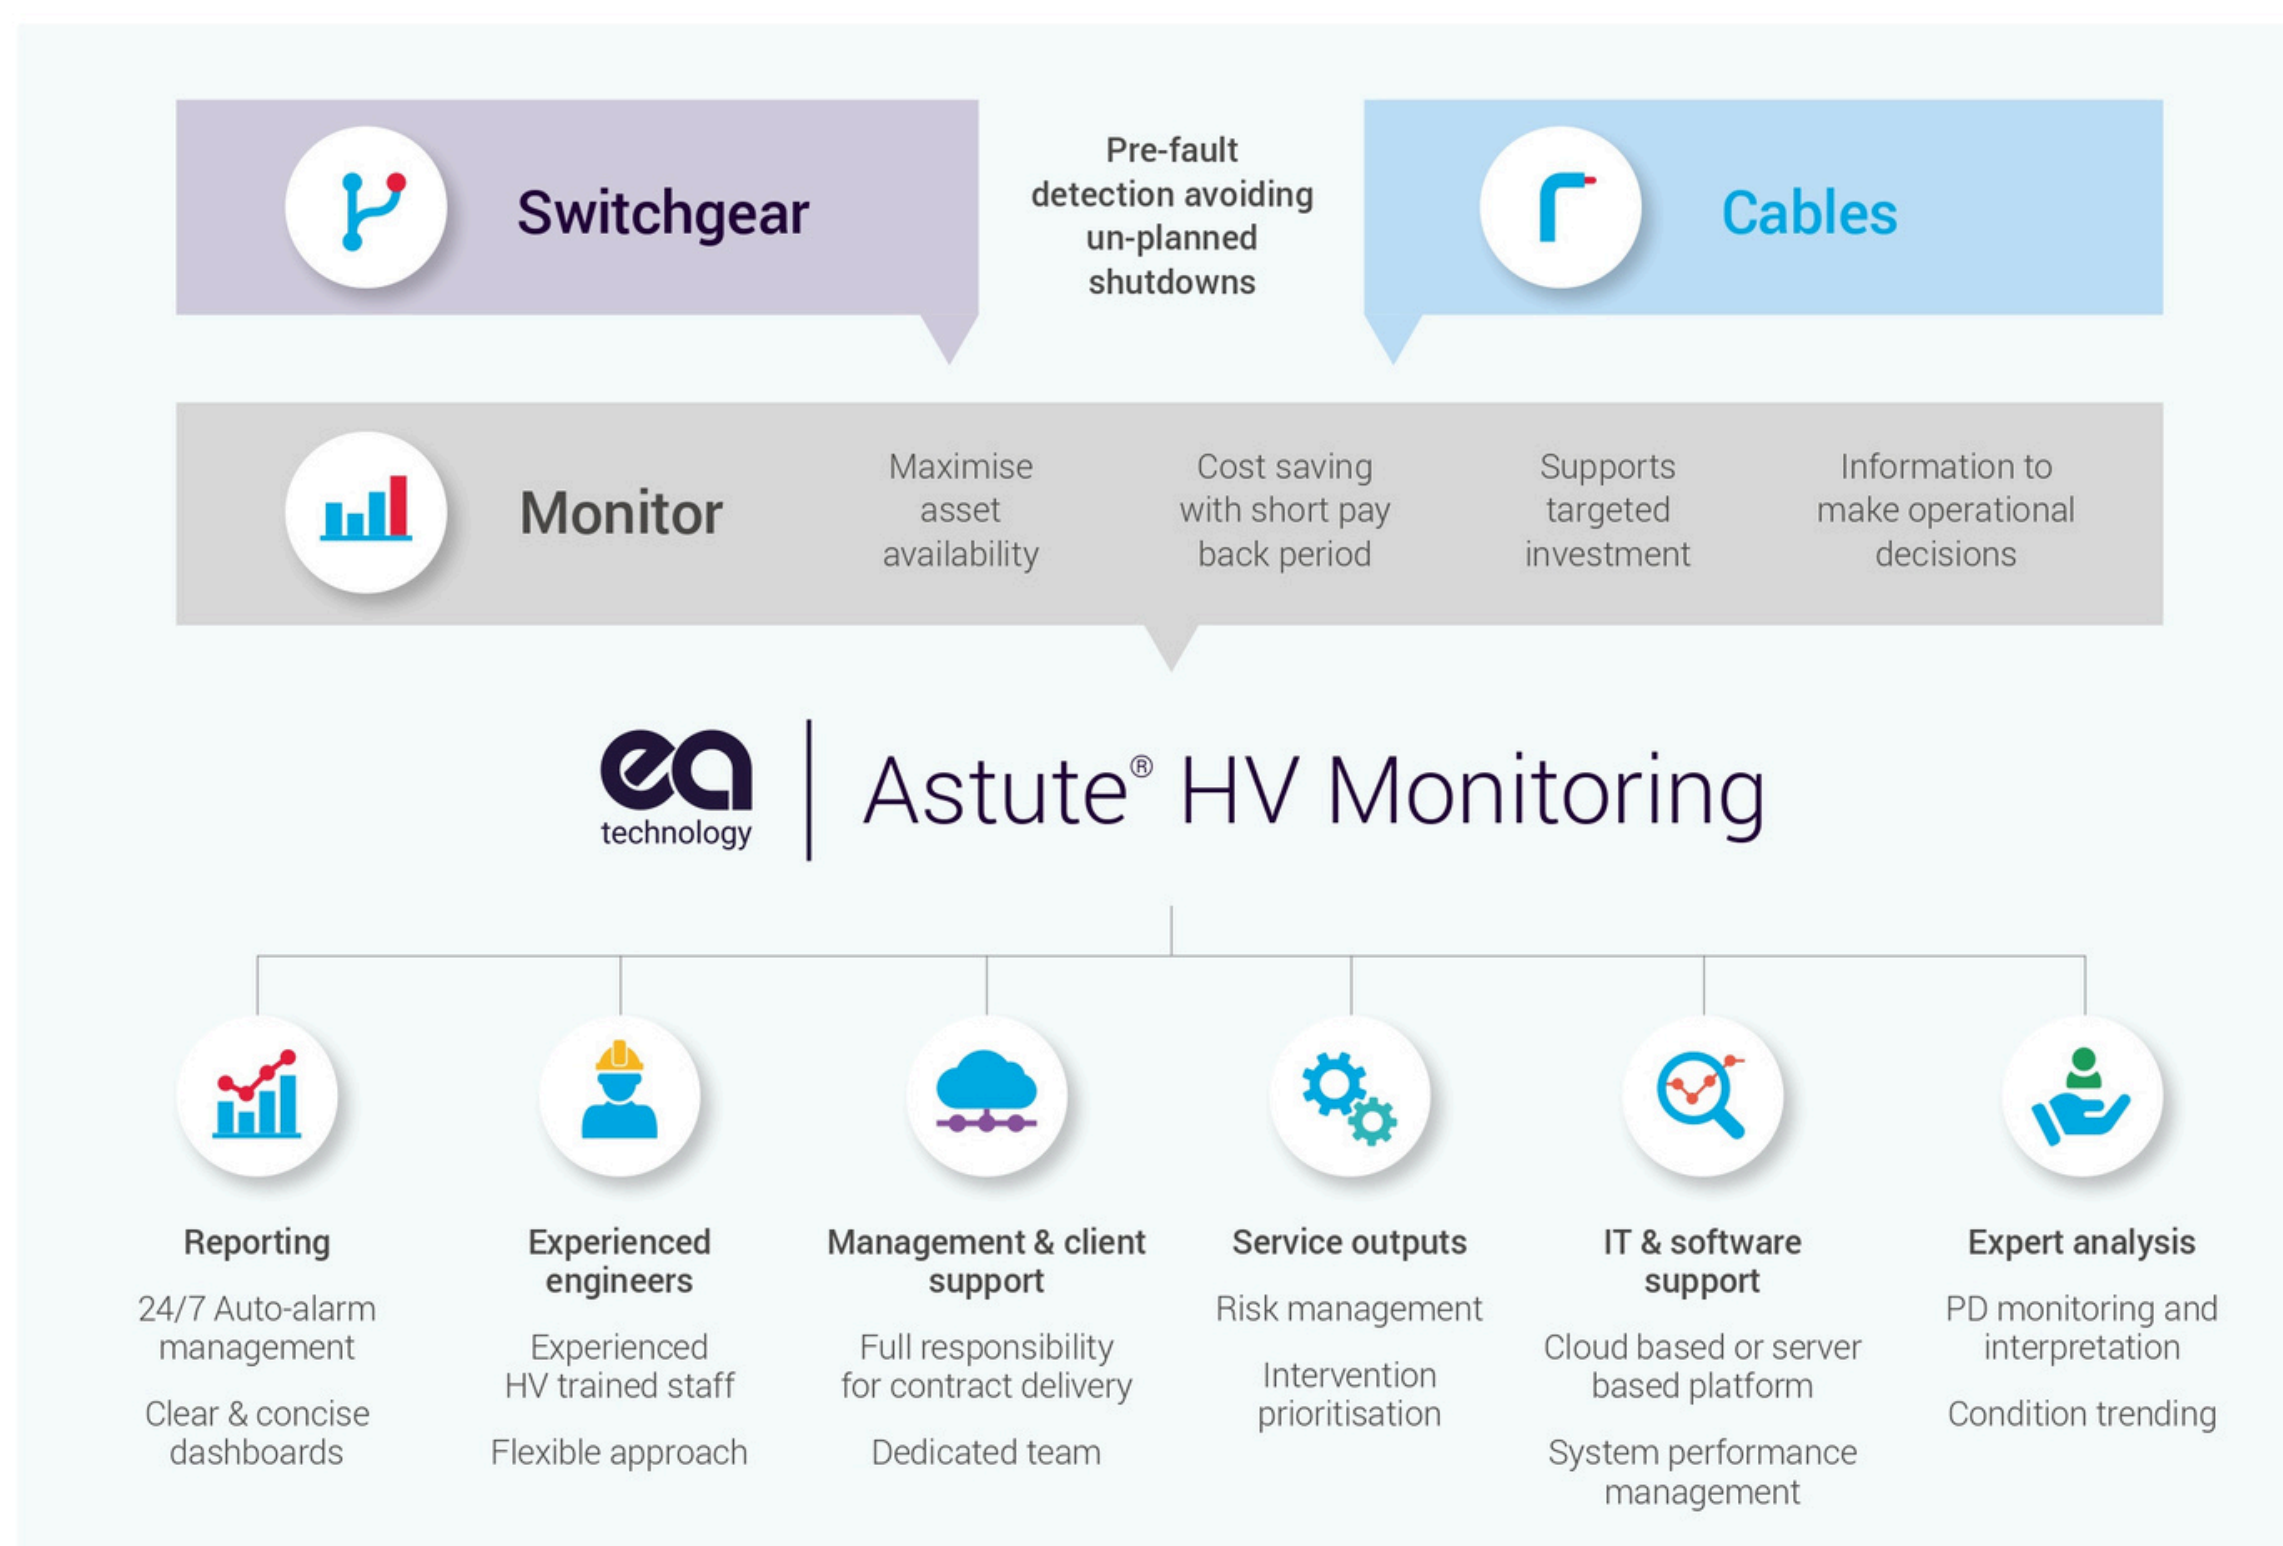 Switchgear
Pre-fault
detection avoiding
un-planned
shutdowns
Cables
Monitor
Maximise
asset
availability
Cost saving
with short pay
back period
Supports
targeted
investment
Information to
make operational
decisions
ea
technology
Astute® HV Monitoring
Reporting
24/7 Auto-alarm
management
Clear & concise
dashboards
Experienced
engineers
Experienced
HV trained staff
Flexible approach
Management & client
support
Full responsibility
for contract delivery
Dedicated team
Service outputs
Risk management
Intervention
prioritisation
IT & software
support
Cloud based or server
based platform
System performance
management
Expert analysis
PD monitoring and
interpretation
Condition trending